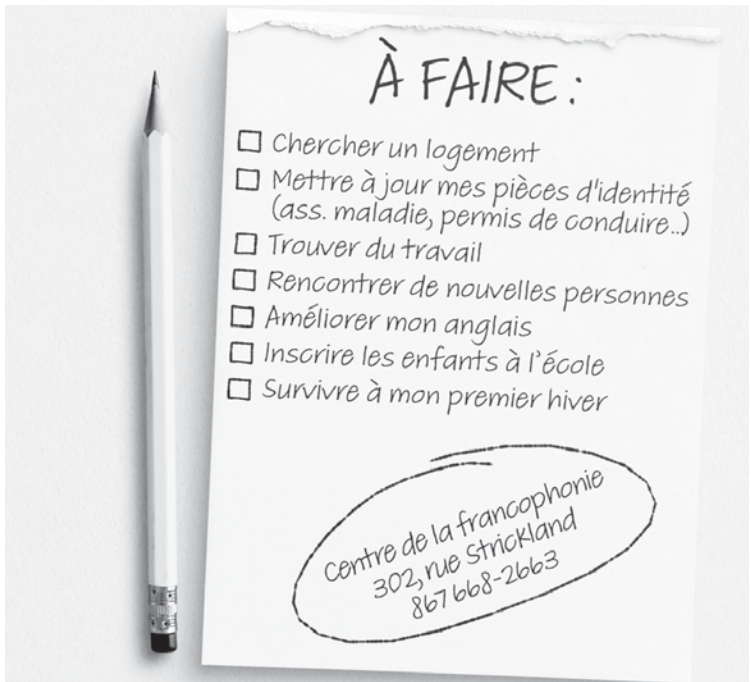 À FAIRE :
Chercher un logement
Mettre à jour mes pièces d'identité
(ass. maladie, permis de conduire...)
Trouver du travail
Rencontrer de nouvelles personnes
Améliorer mon anglais
Inscrire les enfants à l'école
Survivre à mon premier hiver
Centre de la francophonie
302, rue Strickland
867 668-2663